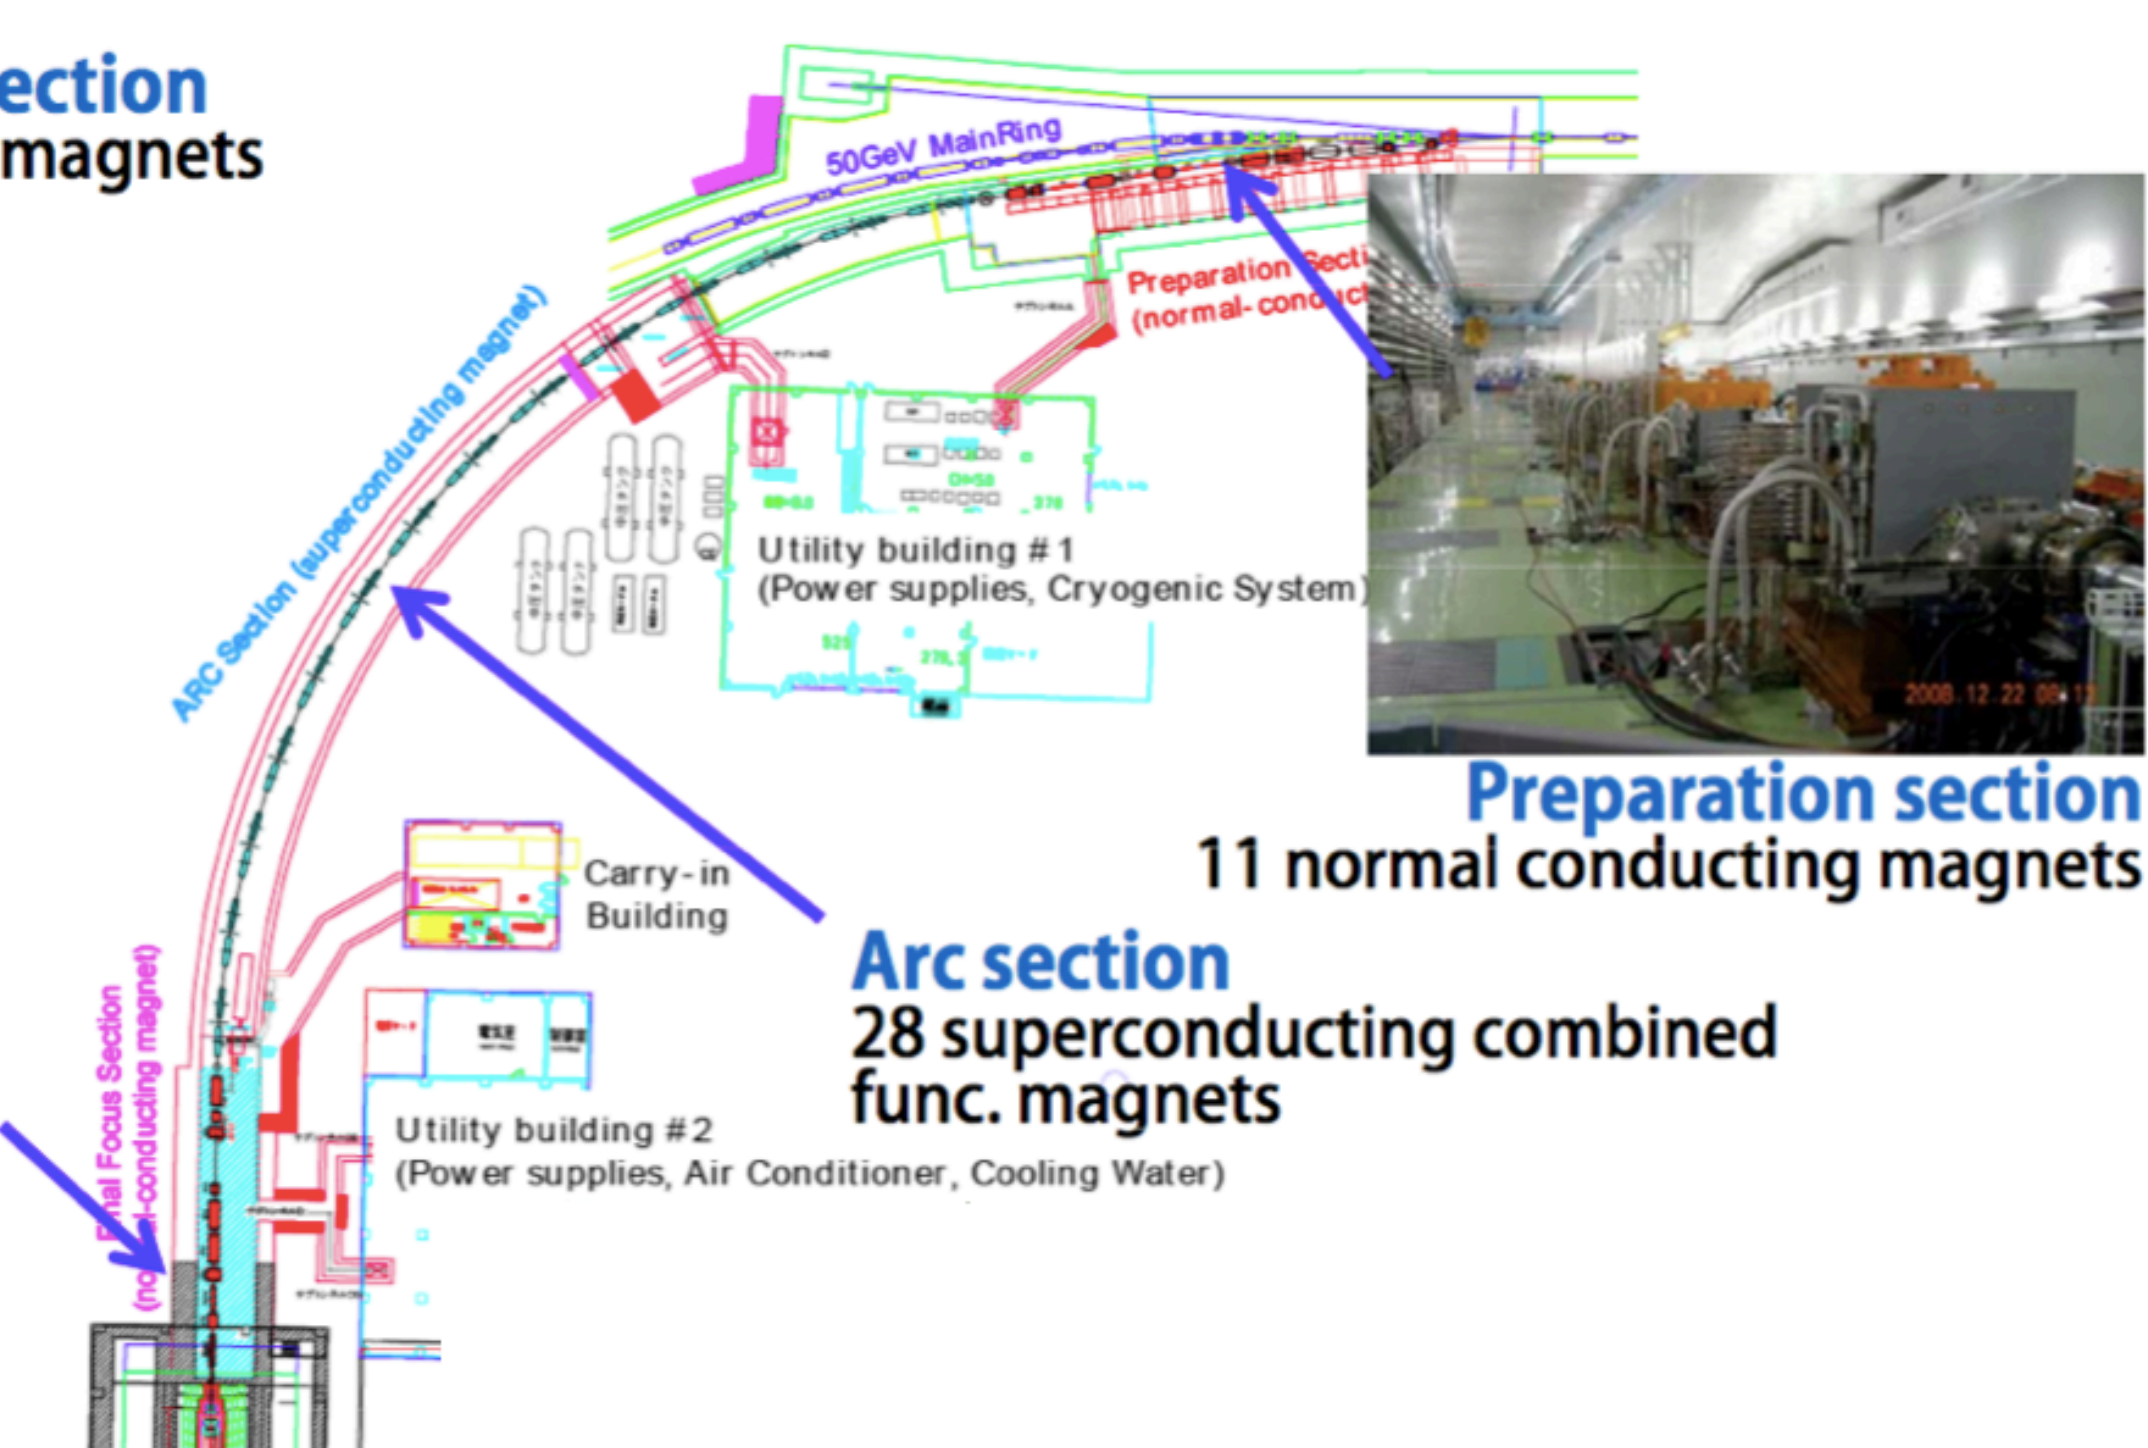 ection
magnets
50GeV MainRing
Preparation Secti
(normal-conduct
ARC Section (superconducting magnet)
Utility building #1
(Power supplies, Cryogenic System)
2008.12.22
Preparation section
11 normal conducting magnets
Carry-in
Building
Arc section
28 superconducting combined
func. magnets
Final Focus Section
magnet)
Utility building #2
(Power supplies, Air Conditioner, Cooling Water)